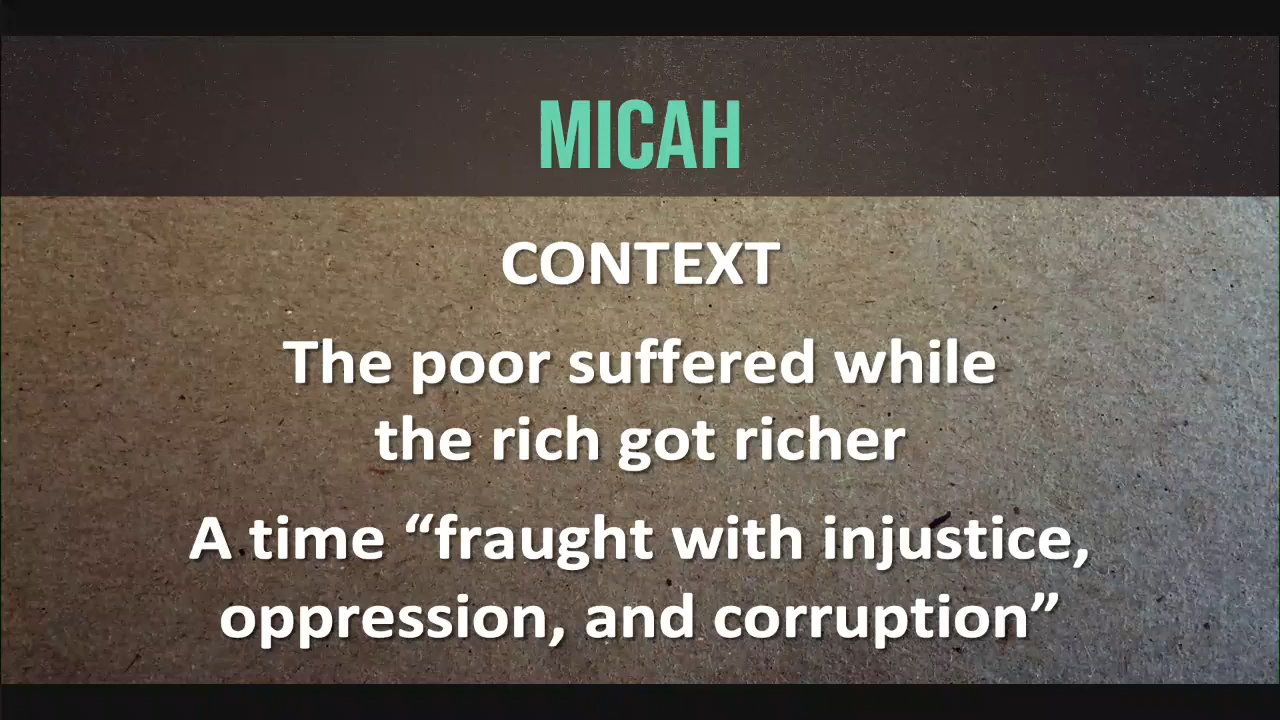 MICAH
CONTEXT
The poor suffered while
the rich got richer
A time “fraught with injustice,
oppression, and corruption”